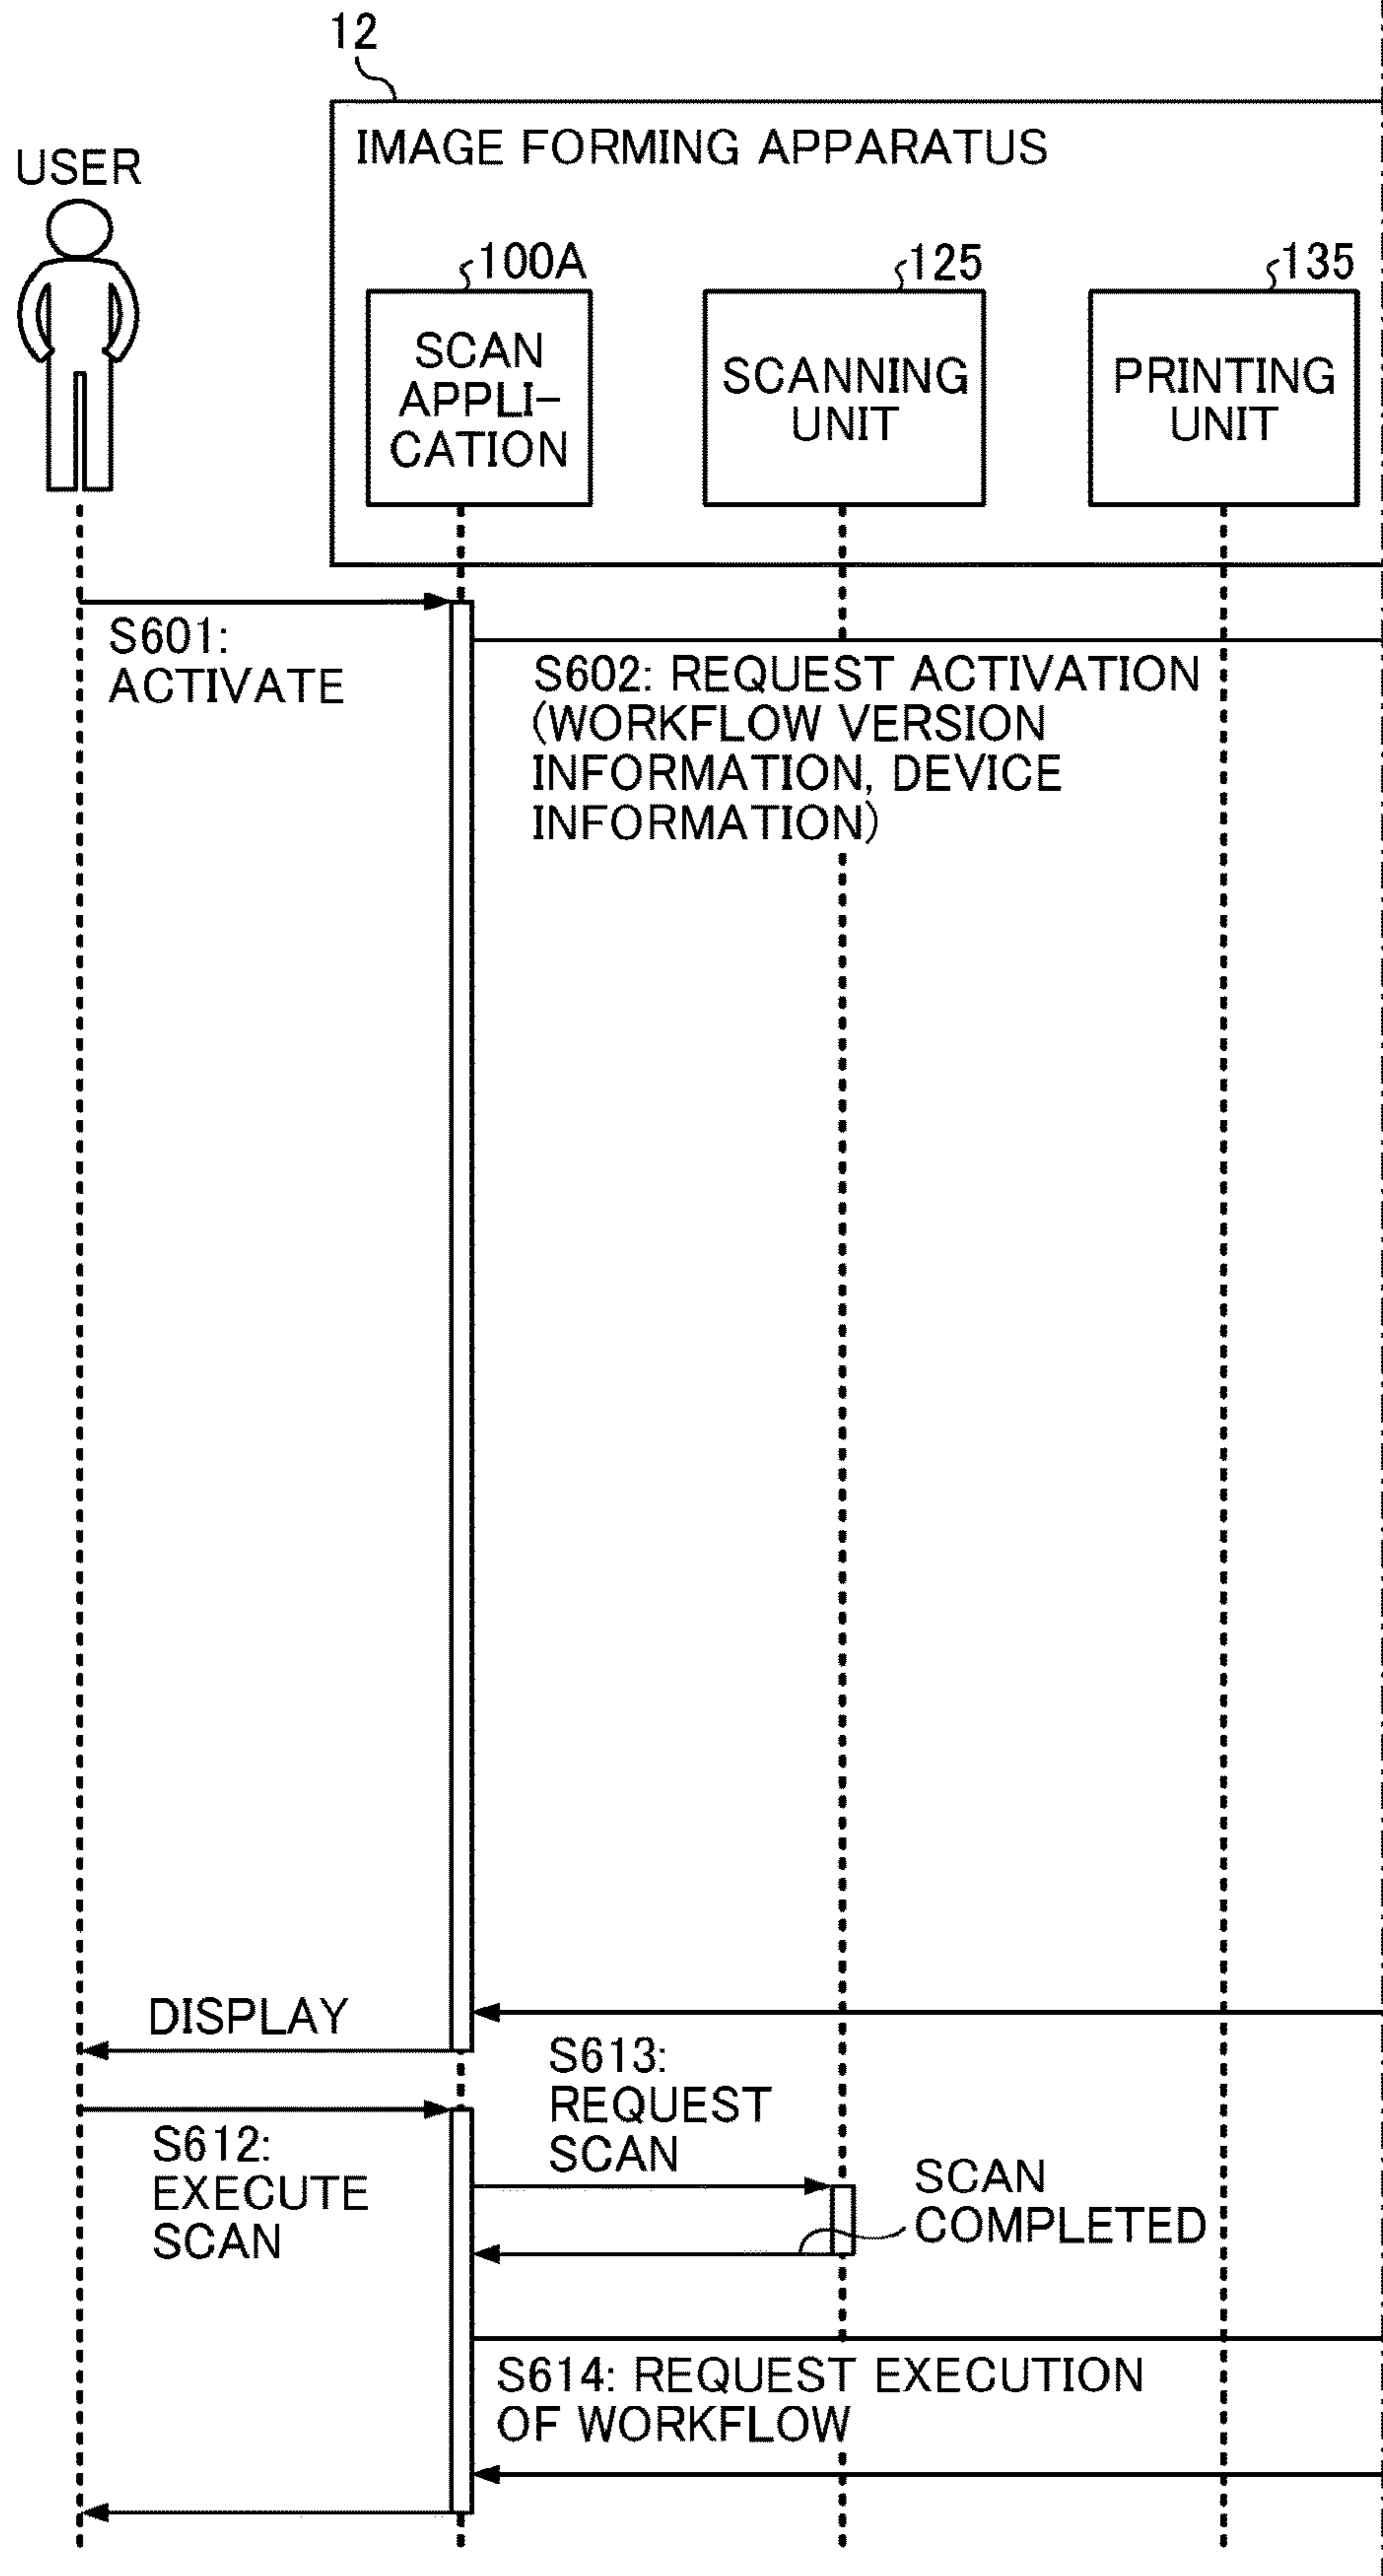 12
IMAGE FORMING APPARATUS
USER
100A
125
135
SCAN
APPLI-
CATION
SCANNING
UNIT
PRINTING
UNIT
S601:
ACTIVATE
S602: REQUEST ACTIVATION
(WORKFLOW VERSION
INFORMATION, DEVICE
INFORMATION)
DISPLAY
S613:
REQUEST
SCAN
S612:
EXECUTE
SCAN
SCAN
COMPLETED
S614: REQUEST EXECUTION
OF WORKFLOW